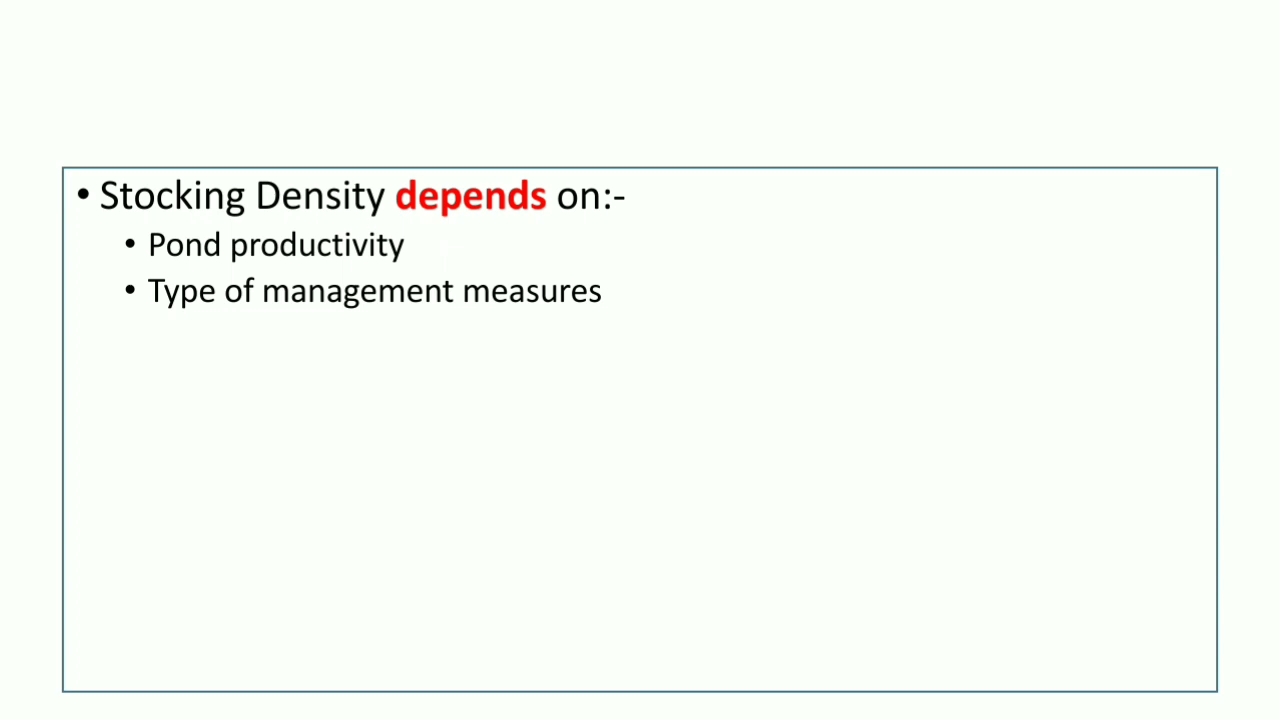 • Stocking Density depends on:-
• Pond productivity
• Type of management measures